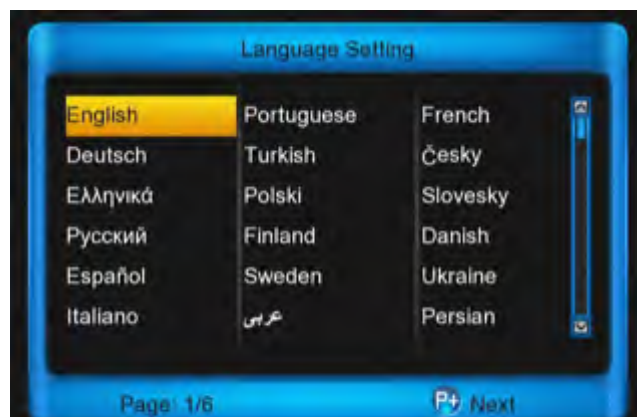 Language Setting
English Portuguese French
Deutsch Turkish Česky
Ελληνικά Polski Slovesky
Русский Finland Danish
Español Sweden Ukraine
Italiano عربی Persian
Page: 1/6 P+ Next